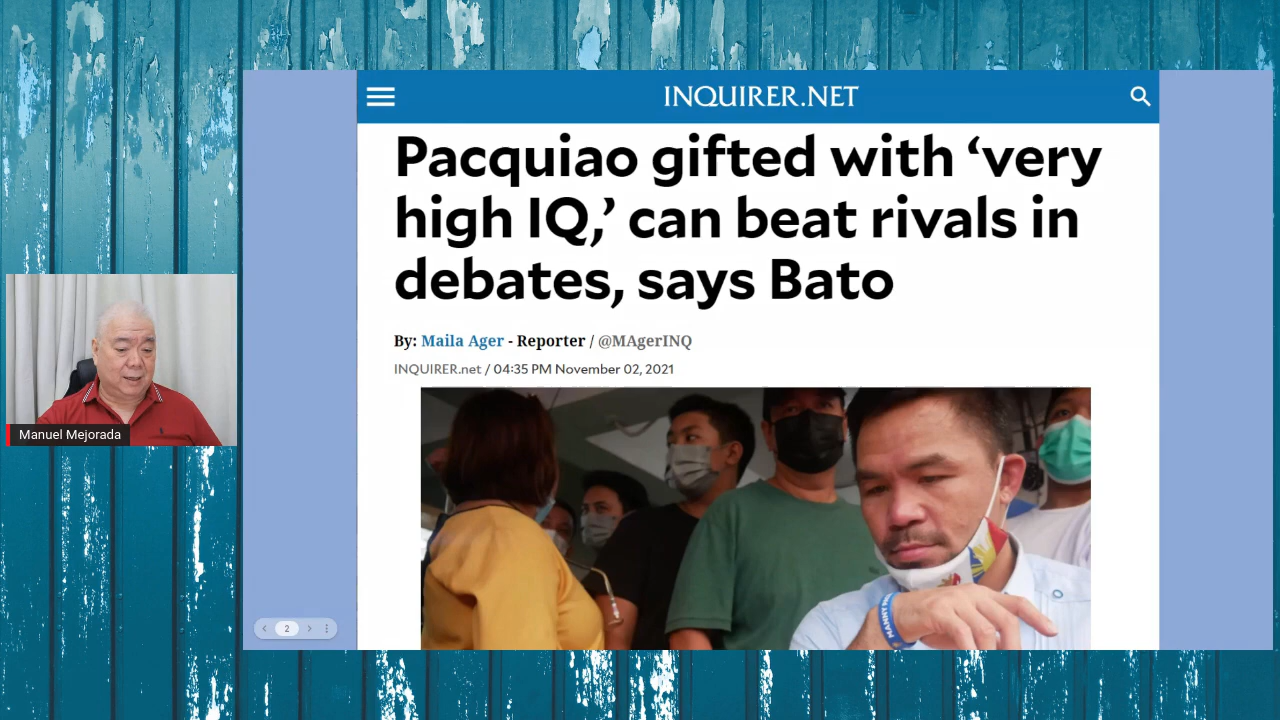 INQUIRER.NET
Pacquiao gifted with ‘very
high IQ,’ can beat rivals in
debates, says Bato
By: Maila Ager - Reporter / @MAgerINQ
INQUIRER.net / 04:35 PM November 02, 2021
Manuel Mejorada
2